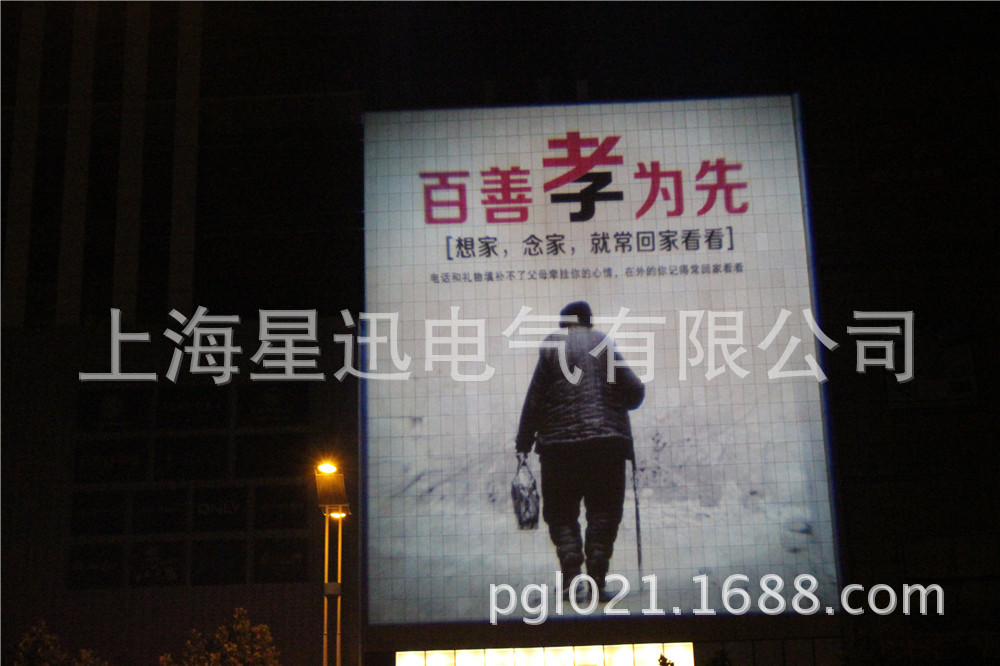 百善孝为先
[想家，念家，就常回家看看]
电话和礼物填补不了父母牵挂你的心情，在外的你记得常回家看看
上海星迅电气有限公司
ONLY
pgl021.1688.com